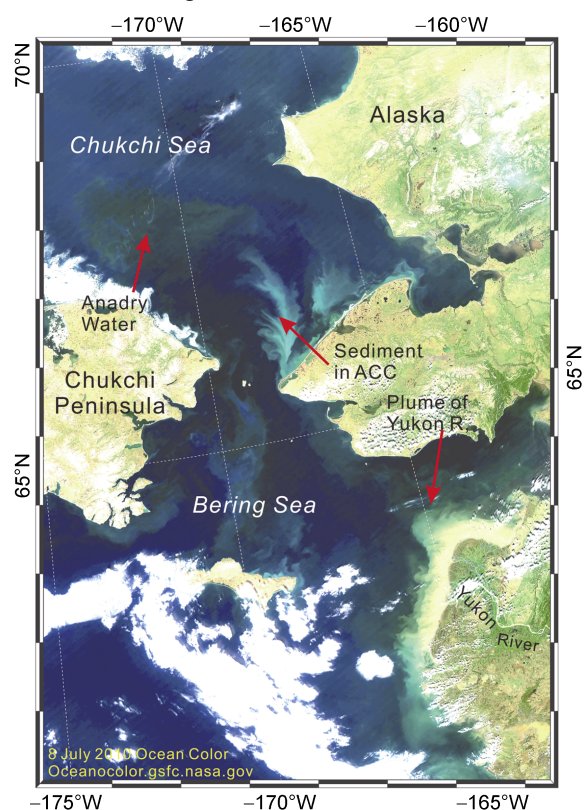 −170°W −165°W −160°W
70°N
Alaska
Chukchi Sea
Anadry
Water
Sediment
in ACC
65°N
Chukchi
Peninsula
Plume of
Yukon R.
65°N
Bering Sea
Yukon River
8 July 2010 Ocean Color
Oceanocolor.gsfc.nasa.gov
−175°W −170°W −165°W